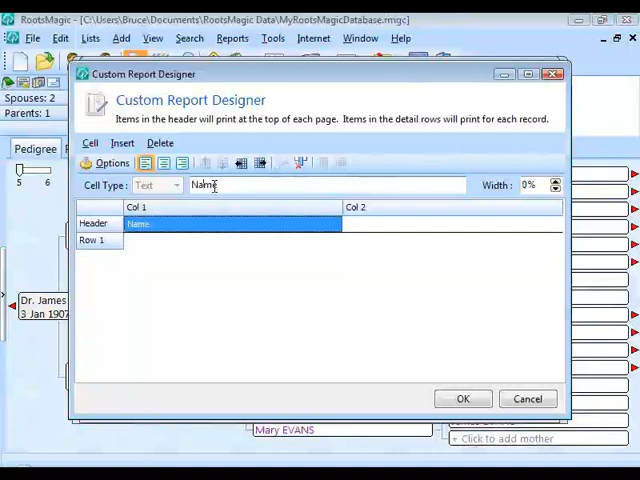 RootsMagic - [C:\Users\Bruce\Documents\RootsMagic Data\MyRootsMagicDatabase.rmgc]
File Edit Lists Add View Search Reports Tools Internet Window Help
Custom Report Designer
Custom Report Designer
Items in the header will print at the top of each page. Items in the detail rows will print for each record.
Spouses: 2
Parents: 1
Cell Insert Delete
Pedigree
Options
5 6
Cell Type : Text Name Width : 0%
Col 1 Col 2
Header Name
Row 1
Dr. James
3 Jan 1907
OK Cancel
Mary EVANS
+ Click to add mother